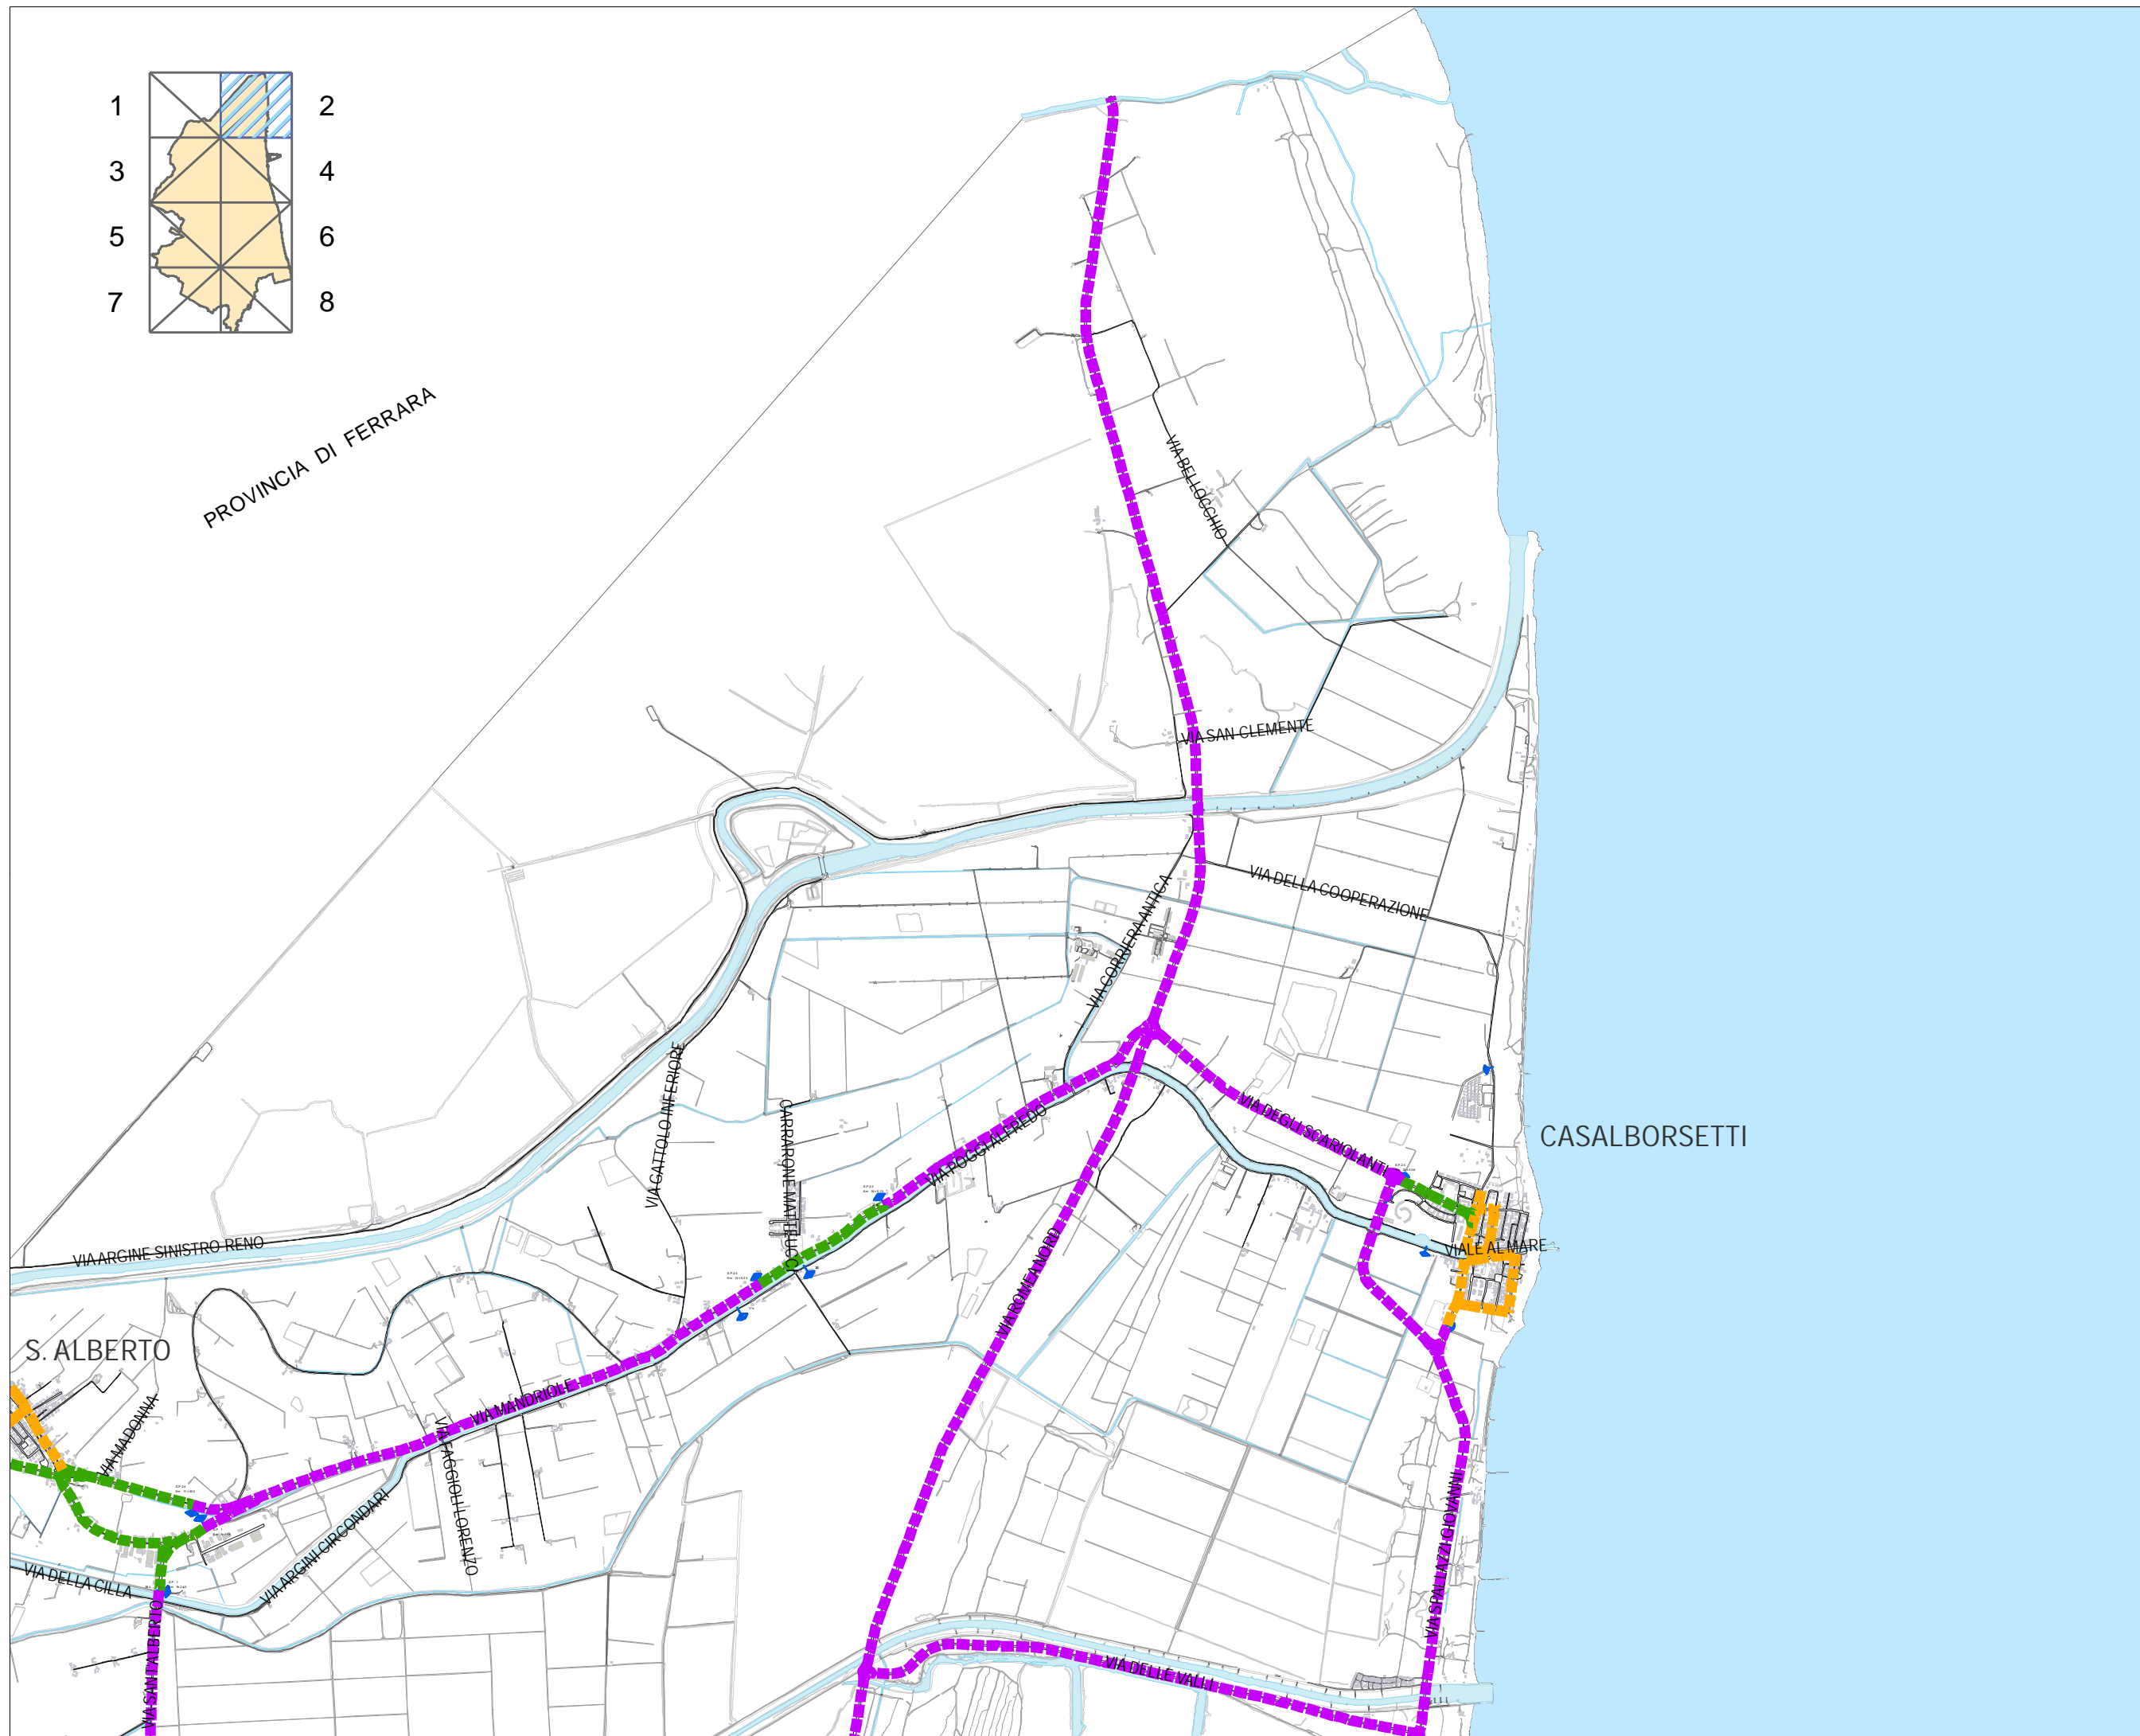 1
2
3
4
5
6
7
8
PROVINCIA DI FERRARA
VIA BELLOCCHIO
VIA SAN CLEMENTE
VIA DELLA COOPERAZIONE
VIA CORRIERA ANTICA
VIA GATTOLO INFERIORE
CARRARONE MATTEUCCI
VIA POGGI ALFREDO
VIA DEGLI SCARIOLANTI
CASALBORSETTI
VIALE AL MARE
VIA ARGINE SINISTRO RENO
VIA ROMEA NORD
S. ALBERTO
VIA MADONNA
VIA MANDRIOLE
VIA FAGGIOLI LORENZO
VIA ARGINI CIRCONDARI
VIA DELLA CILLA
VIA SANT'ALBERTO
VIA SPALLAZZI GIOVANNI
VIA DELLE VALLI